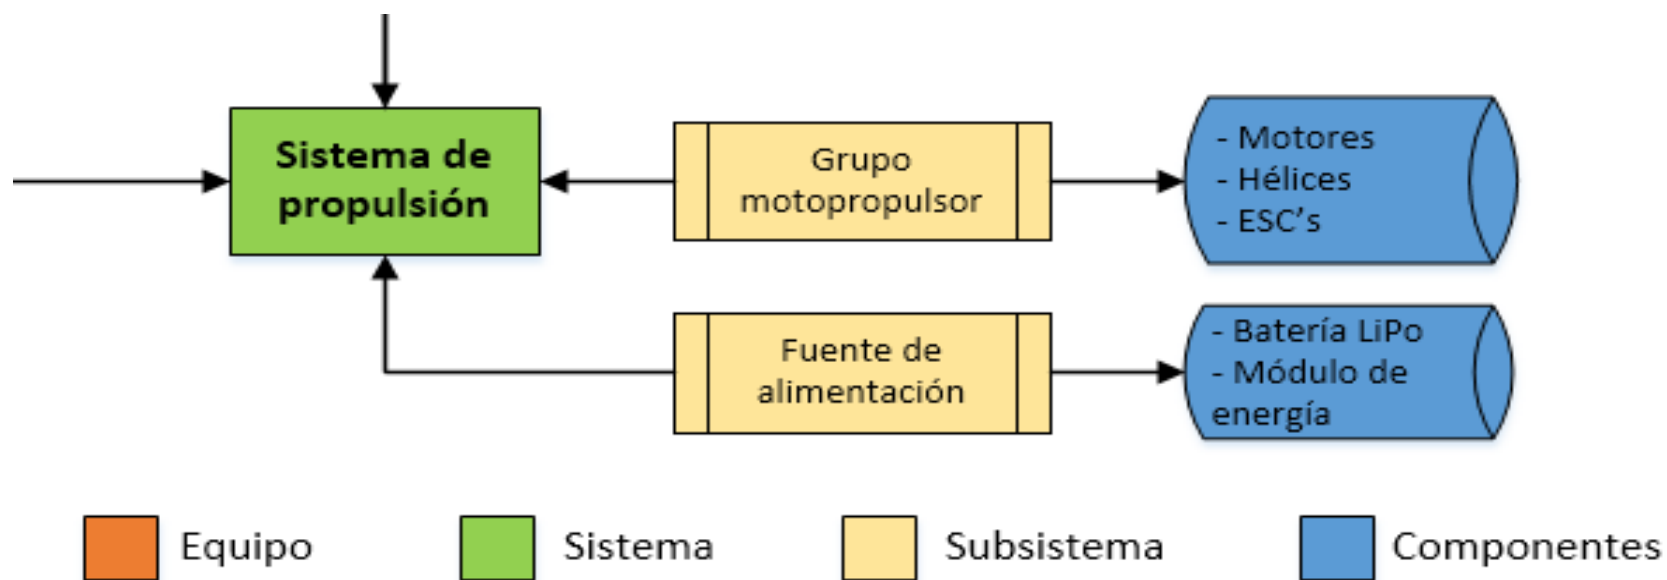 Sistema de
propulsión
Grupo
motopropulsor
- Motores
- Hélices
- ESC's
Fuente de
alimentación
- Batería LiPo
- Módulo de
energía
Equipo
Sistema
Subsistema
Componentes